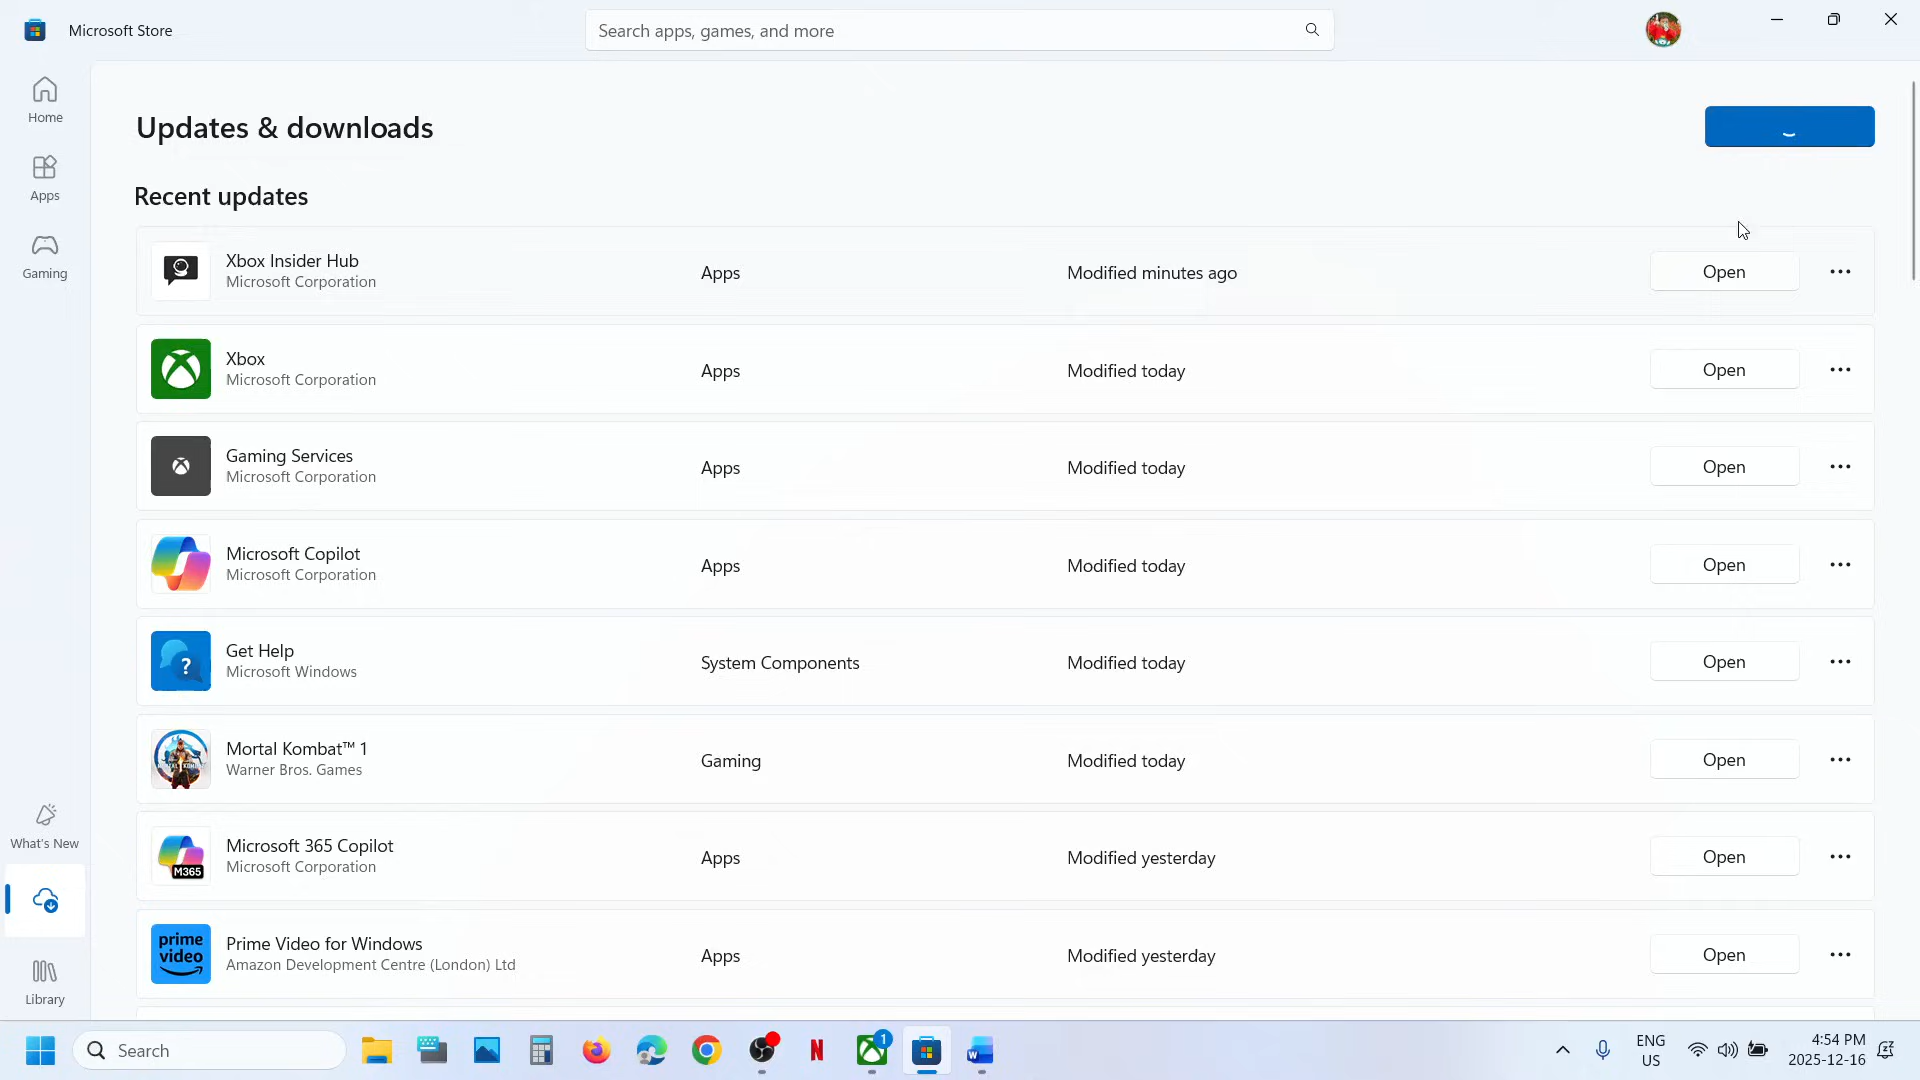 Microsoft Store
Search apps, games, and more
Home
Apps
Gaming
What's New
Library
Updates & downloads
Recent updates
Xbox Insider Hub
Microsoft Corporation
Apps
Modified minutes ago
Open
Xbox
Microsoft Corporation
Apps
Modified today
Open
Gaming Services
Microsoft Corporation
Apps
Modified today
Open
Microsoft Copilot
Microsoft Corporation
Apps
Modified today
Open
Get Help
Microsoft Windows
System Components
Modified today
Open
Mortal Kombat™ 1
Warner Bros. Games
Gaming
Modified today
Open
M365
Microsoft 365 Copilot
Microsoft Corporation
Apps
Modified yesterday
Open
prime
video
Prime Video for Windows
Amazon Development Centre (London) Ltd
Apps
Modified yesterday
Open
Search
N
1
W
ENG
US
4:54 PM
2025-12-16